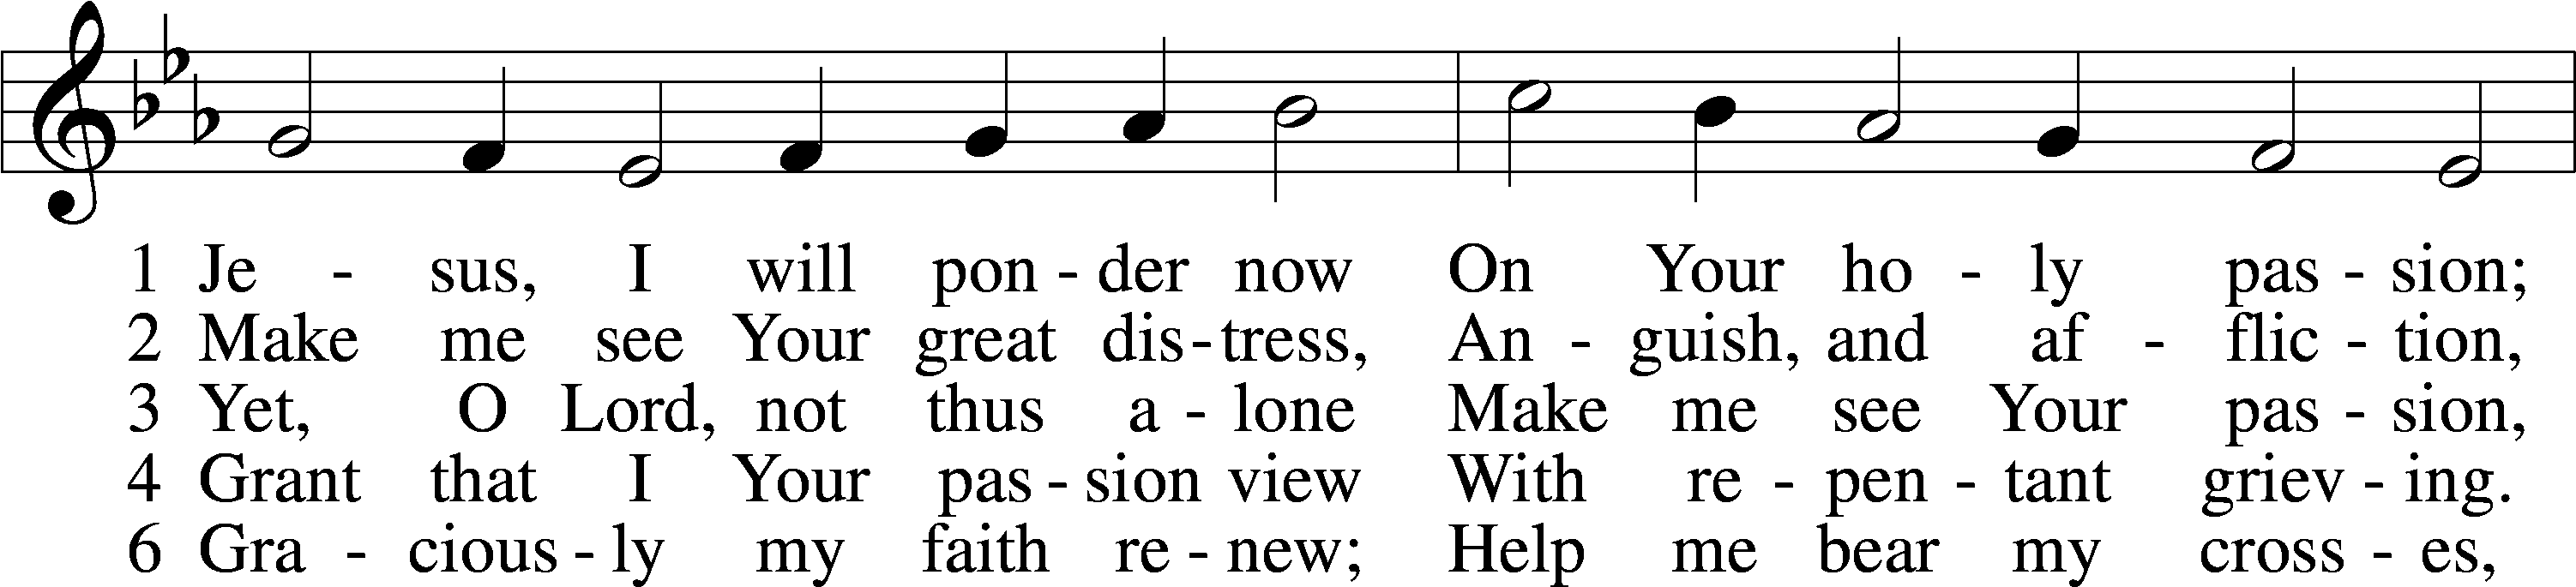 1 Je - sus, I will pon - der now On Your ho - ly pas - sion;
2 Make me see Your great dis - tress, An - guish, and af - flic - tion,
3 Yet, O Lord, not thus a - lone Make me see Your pas - sion,
4 Grant that I Your pas - sion view With re - pen - tant griev - ing.
6 Gra - cious - ly my faith re - new; Help me bear my cross - es,